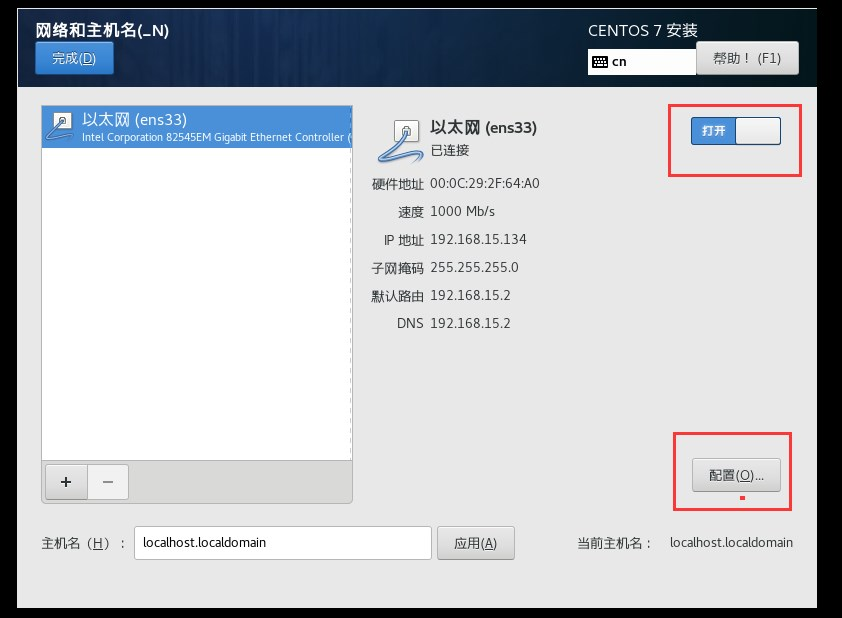 网络和主机名(_N)
CENTOS 7 安装
完成(D)
cn
帮助！ (F1)
以太网 (ens33)
Intel Corporation 82545EM Gigabit Ethernet Controller (
以太网 (ens33)
已连接
打开
硬件地址 00:0C:29:2F:64:A0
速度 1000 Mb/s
IP 地址 192.168.15.134
子网掩码 255.255.255.0
默认路由 192.168.15.2
DNS 192.168.15.2
+ −
配置(O)...
主机名（H）： localhost.localdomain 应用(A) 当前主机名： localhost.localdomain